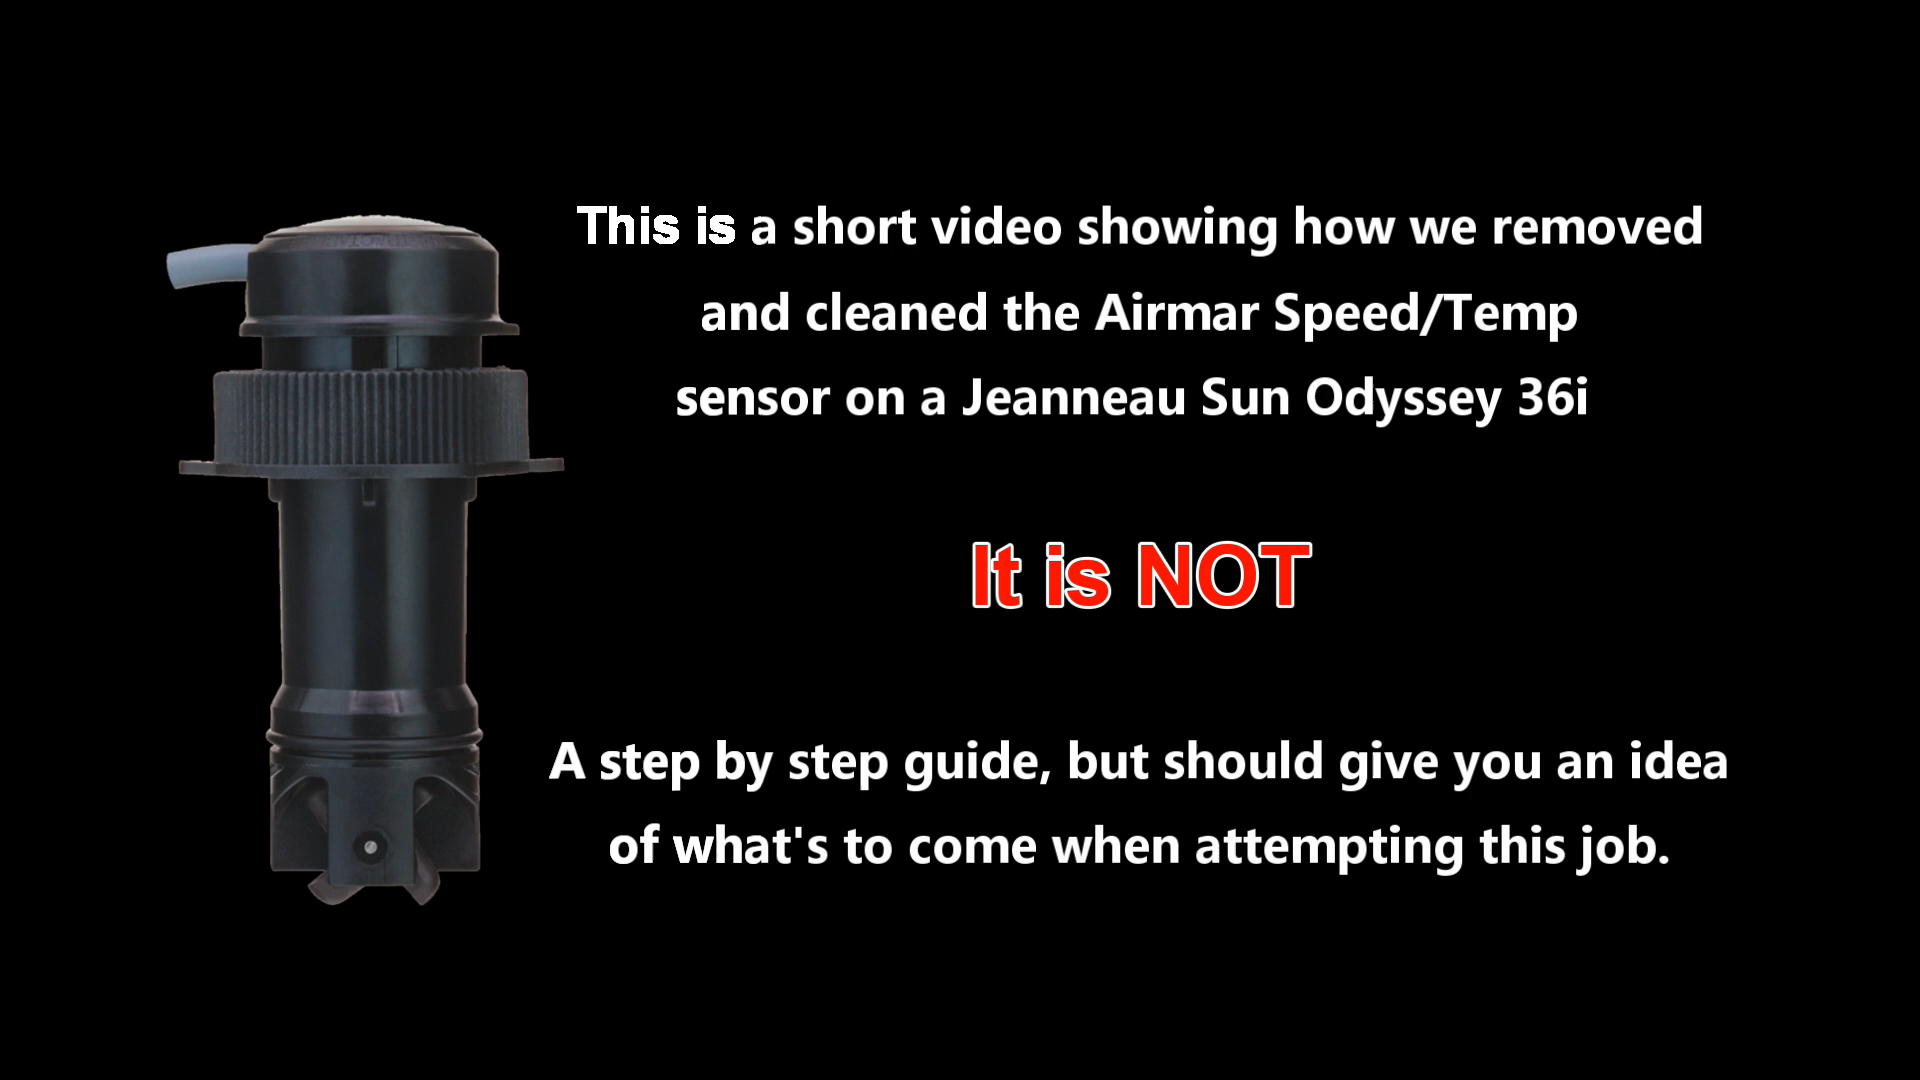 This is a short video showing how we removed
and cleaned the Airmar Speed/Temp
sensor on a Jeanneau Sun Odyssey 36i
It is NOT
A step by step guide, but should give you an idea
of what's to come when attempting this job.